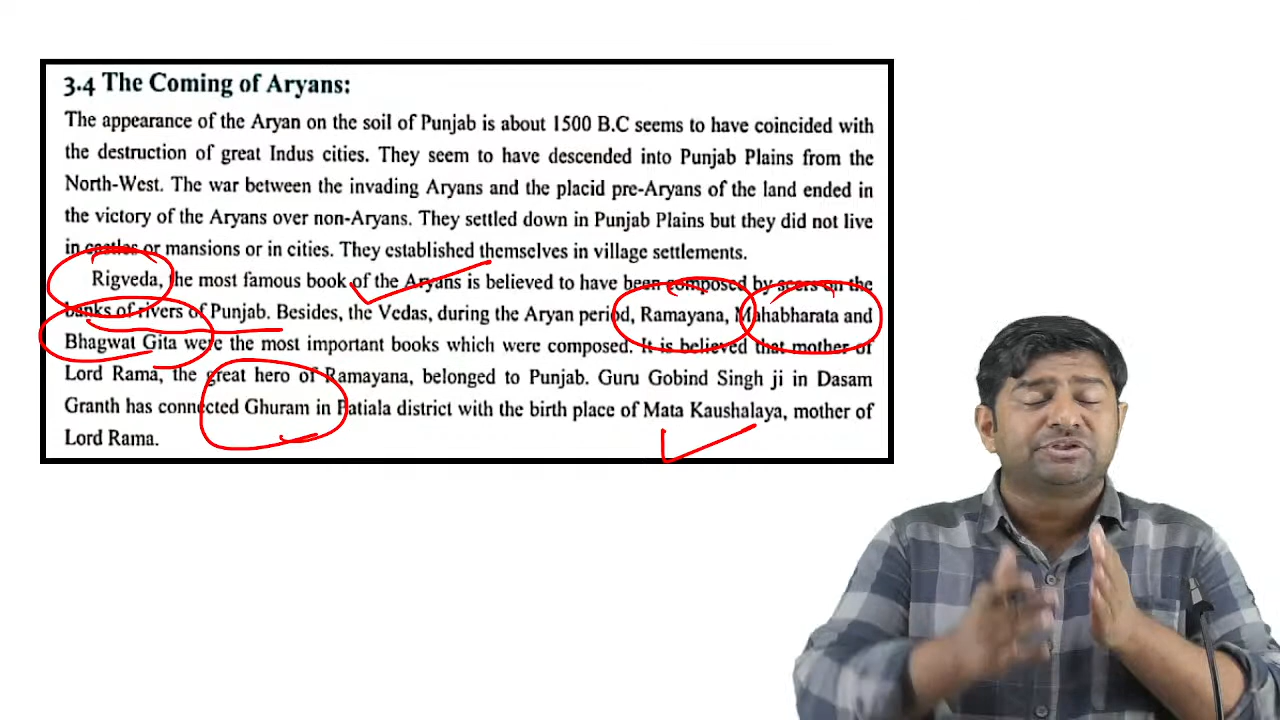 3.4 The Coming of Aryans:
The appearance of the Aryan on the soil of Punjab is about 1500 B.C seems to have coincided with
the destruction of great Indus cities. They seem to have descended into Punjab Plains from the
North-West. The war between the invading Aryans and the placid pre-Aryans of the land ended in
the victory of the Aryans over non-Aryans. They settled down in Punjab Plains but they did not live
in castles or mansions or in cities. They established themselves in village settlements.
Rigveda, the most famous book of the Aryans is believed to have been composed by seers on the
banks of rivers of Punjab. Besides, the Vedas, during the Aryan period, Ramayana, Mahabharata and
Bhagwat Gita were the most important books which were composed. It is believed that mother of
Lord Rama, the great hero of Ramayana, belonged to Punjab. Guru Gobind Singh ji in Dasam
Granth has connected Ghuram in Patiala district with the birth place of Mata Kaushalaya, mother of
Lord Rama.